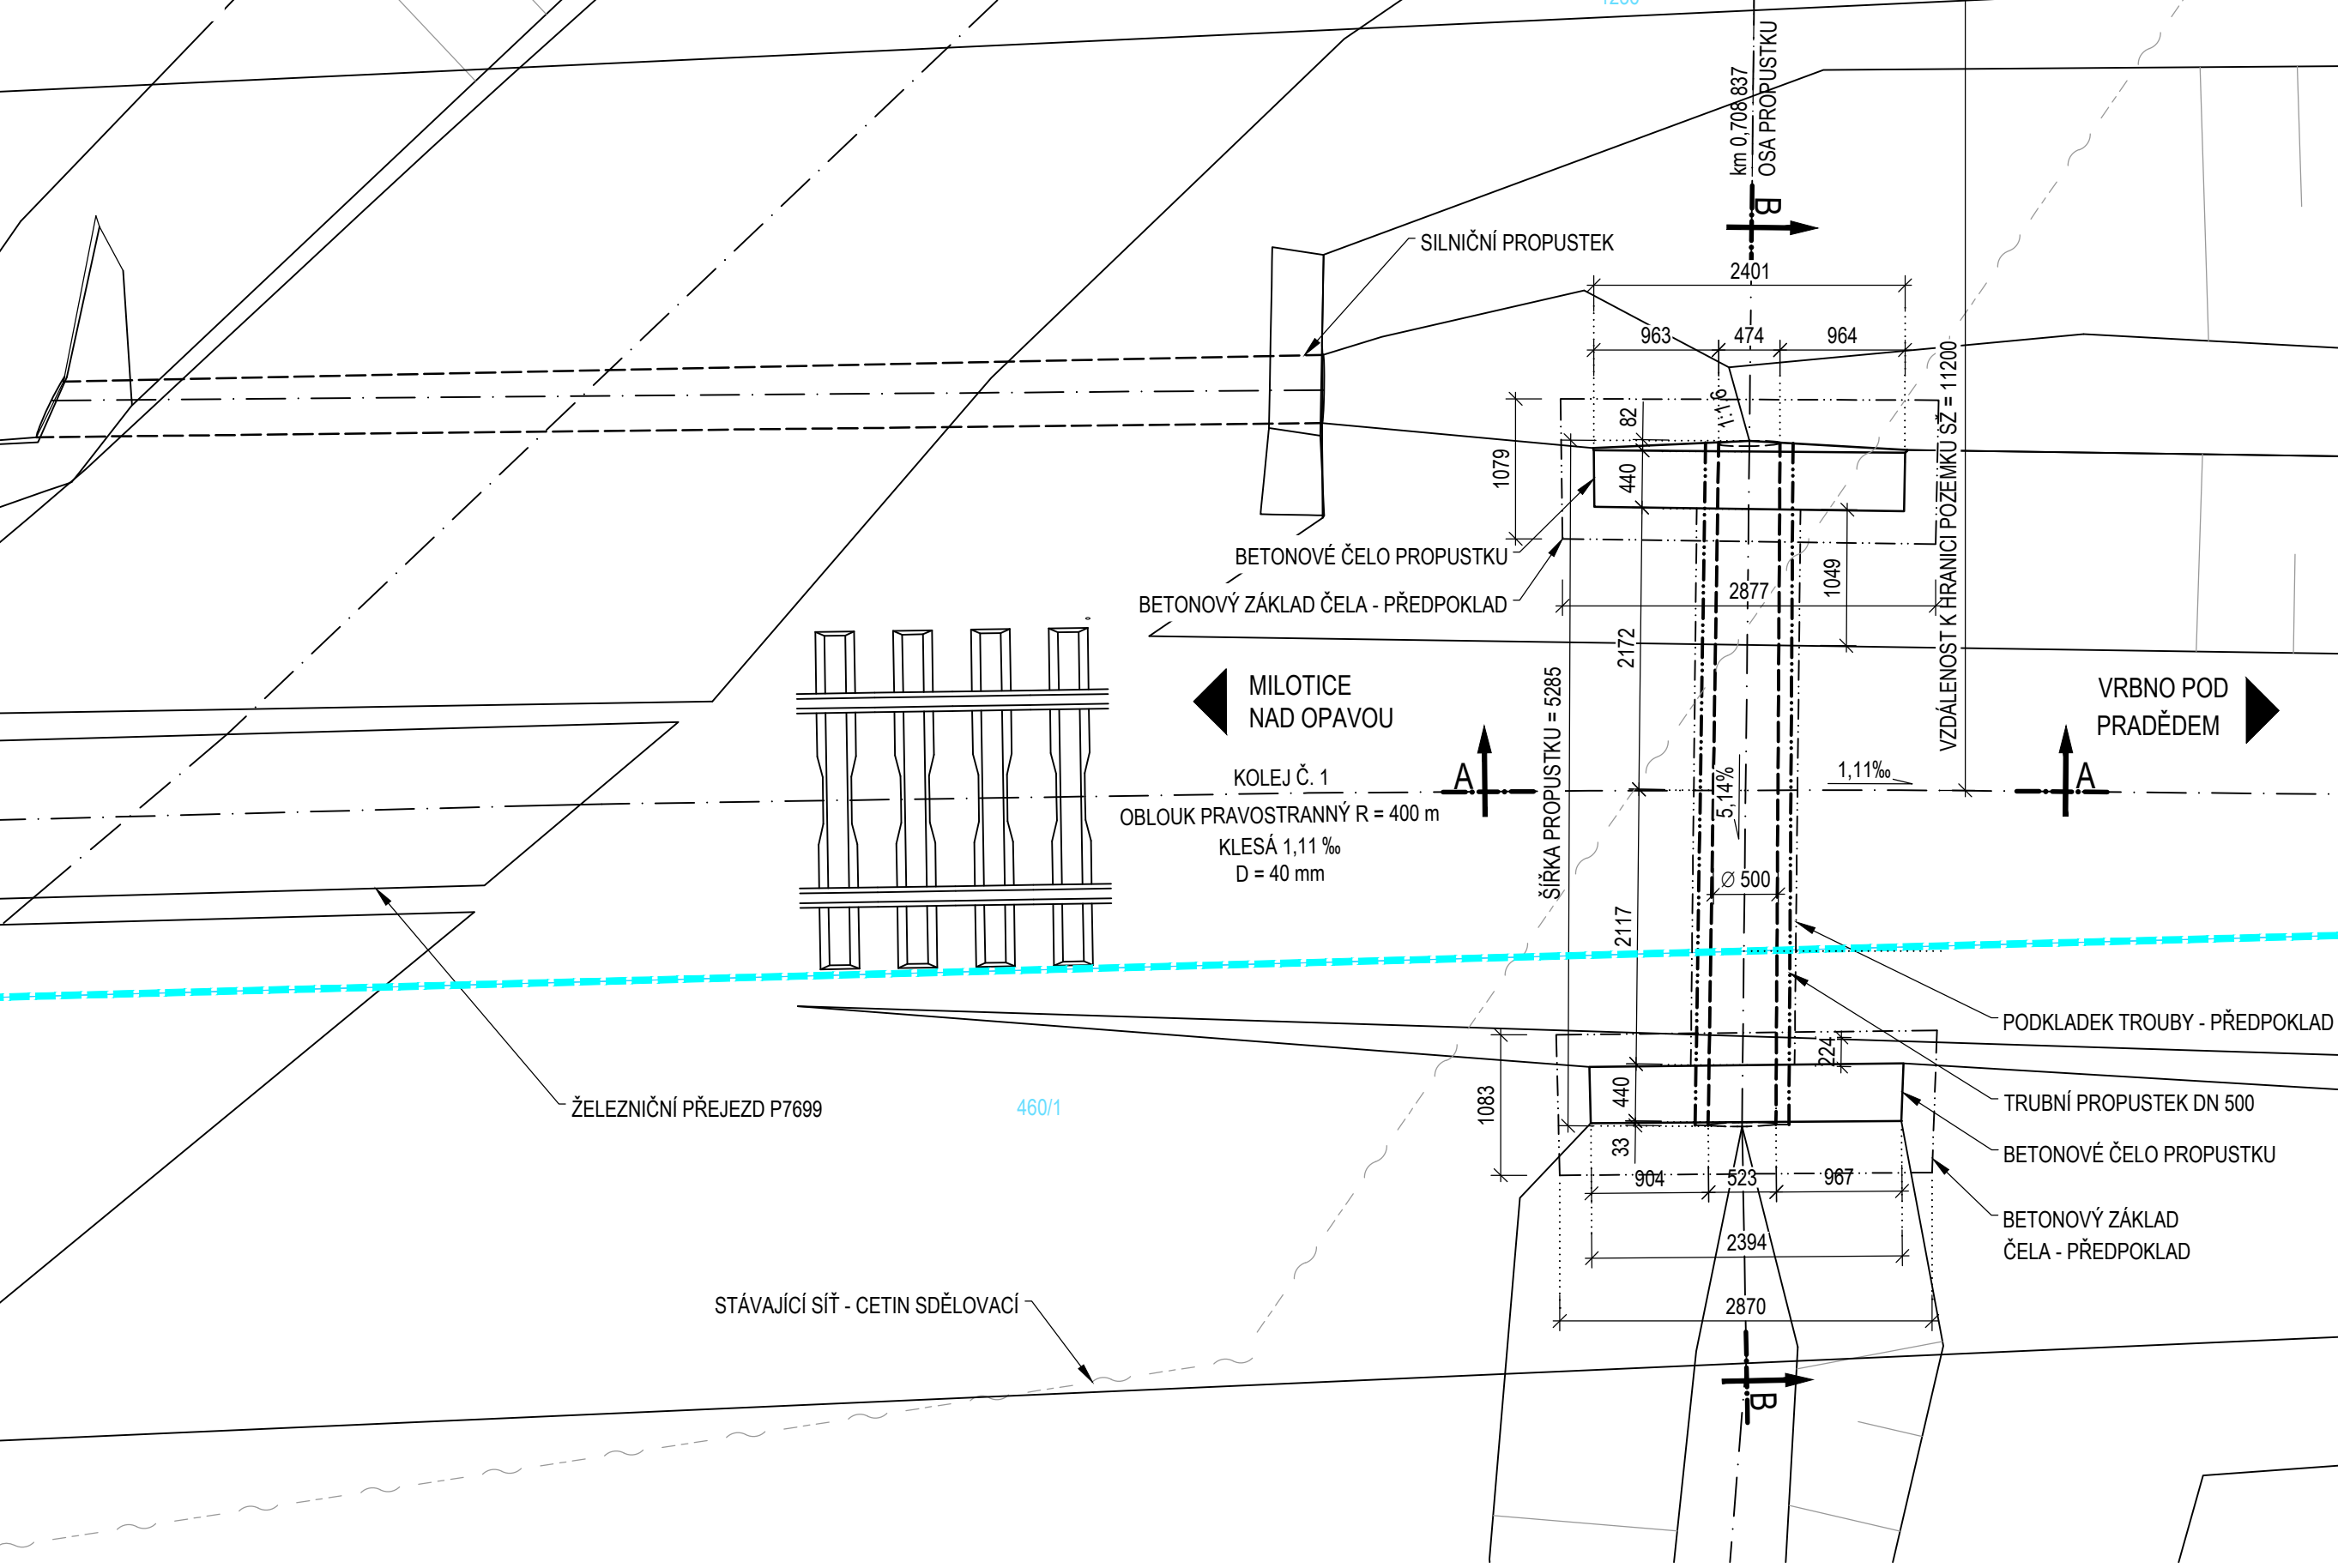 km 0,708 837
OSA PROPUSTKU
B
SILNIČNÍ PROPUSTEK
2401
963
474
964
1:1,6
82
1079
440
VZDÁLENOST K HRANICI POZEMKU SŽ = 11200
BETONOVÉ ČELO PROPUSTKU
BETONOVÝ ZÁKLAD ČELA - PŘEDPOKLAD
2877
1049
2172
MILOTICE
NAD OPAVOU
VRBNO POD
PRADĚDEM
ŠÍŘKA PROPUSTKU = 5285
KOLEJ Č. 1
OBLOUK PRAVOSTRANNÝ R = 400 m
KLESÁ 1,11 ‰
D = 40 mm
A
5,14%
1,11‰
A
Ø 500
2117
PODKLADEK TROUBY - PŘEDPOKLAD
224
1083
440
TRUBNÍ PROPUSTEK DN 500
ŽELEZNIČNÍ PŘEJEZD P7699
460/1
33
BETONOVÉ ČELO PROPUSTKU
904
523
967
BETONOVÝ ZÁKLAD
ČELA - PŘEDPOKLAD
2394
STÁVAJÍCÍ SÍŤ - CETIN SDĚLOVACÍ
2870
B